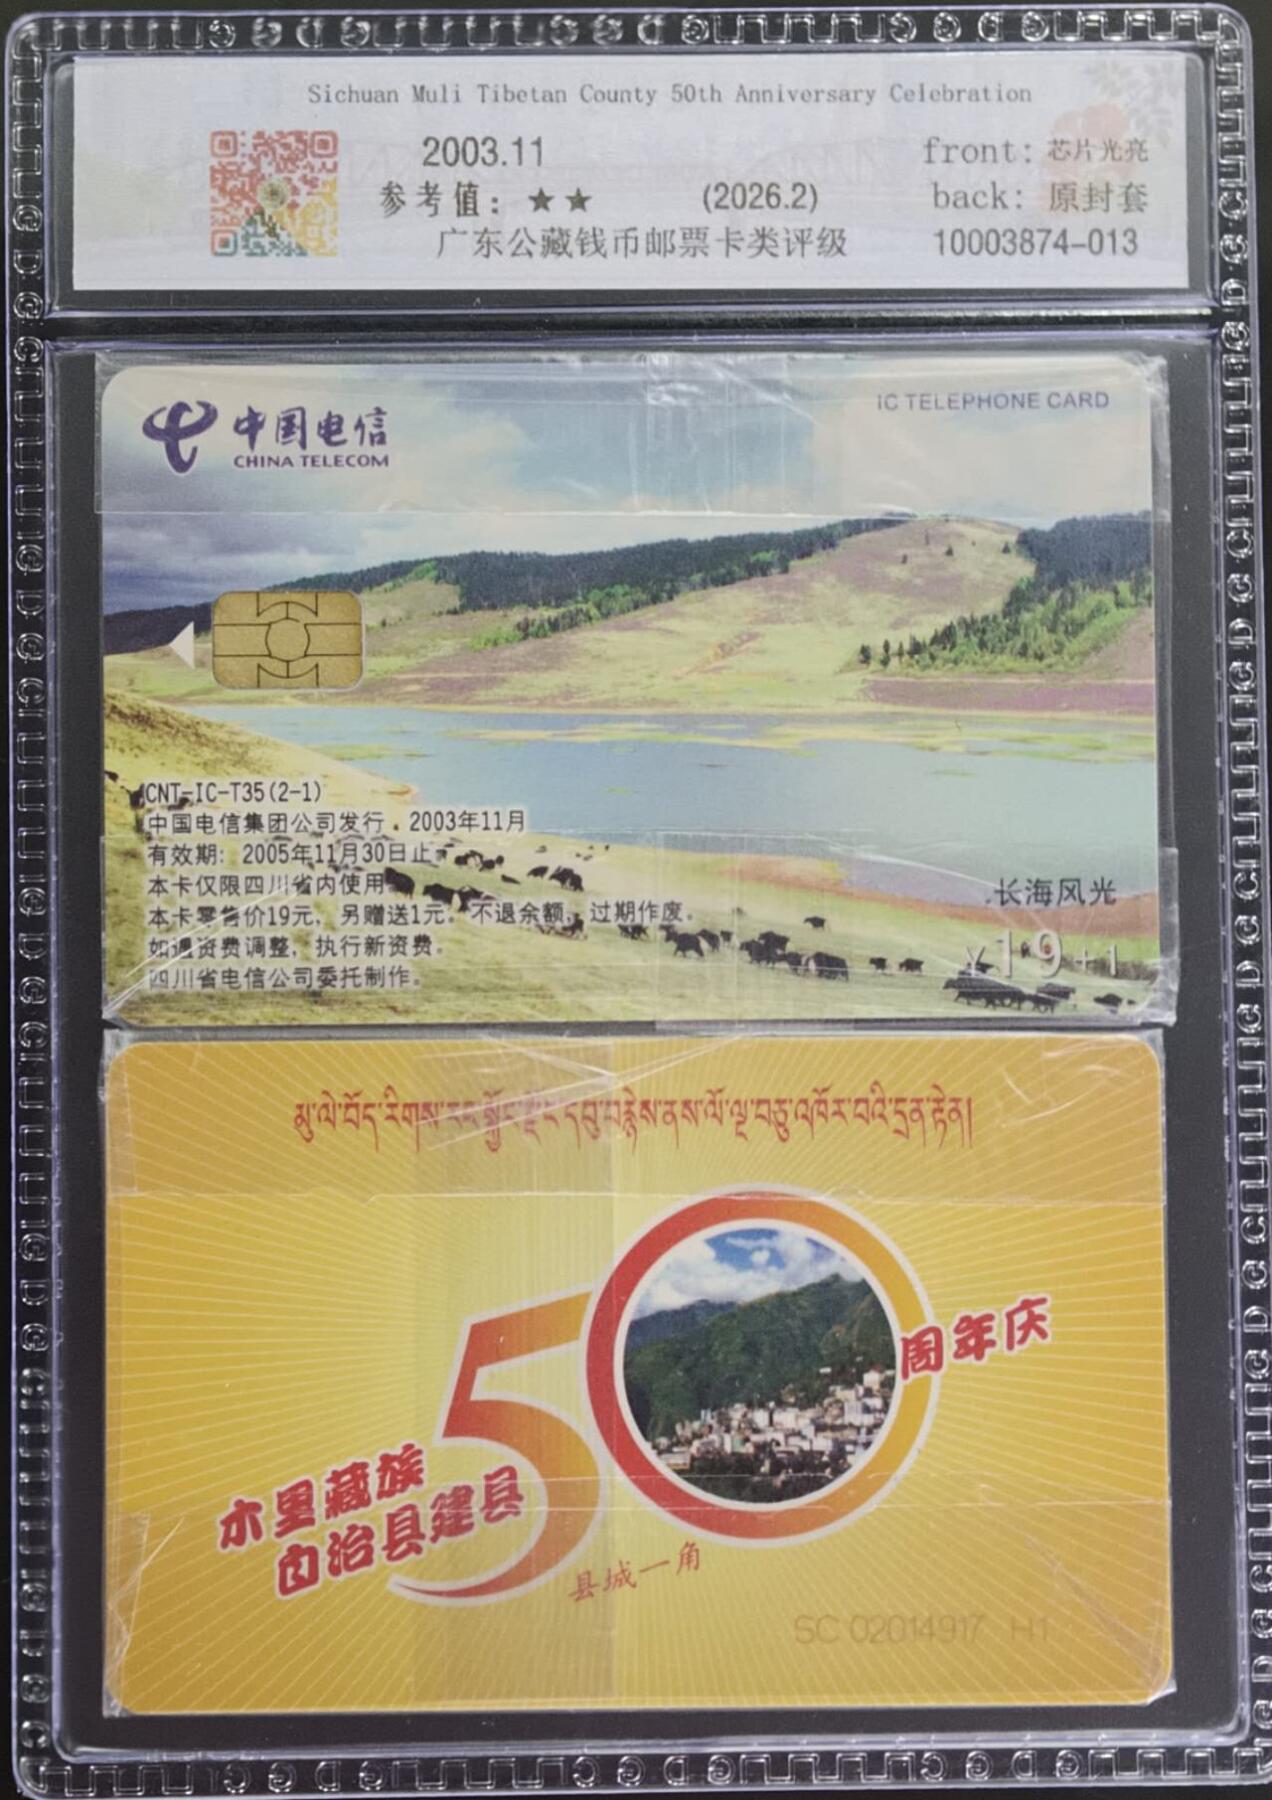 Sichuan Muli Tibetan County 50th Anniversary Celebration
2003.11
front: 芯片光亮
参考值：★★ (2026.2)
back: 原封套
广东公藏钱币邮票卡类评级
10003874-013
中国电信
CHINA TELECOM
IC TELEPHONE CARD
CNT-IC-T35(2-1)
中国电信集团公司发行．2003年11月
有效期：2005年11月30日止
本卡仅限四川省内使用
本卡零售价19元，另赠送1元。不退余额，过期作废。
如遇资费调整，执行新资费。
四川省电信公司委托制作。
长海风光
¥19+1
མུ་ལི་བོད་རིགས་རང་སྐྱོང་རྫོང་དབུ་བརྙེས་ནས་ལོ་ལྔ་བཅུ་འཁོར་བའི་དྲན་རྟེན།
50
周年庆
木里藏族
自治县建县
县城一角
SC 02014917 H1